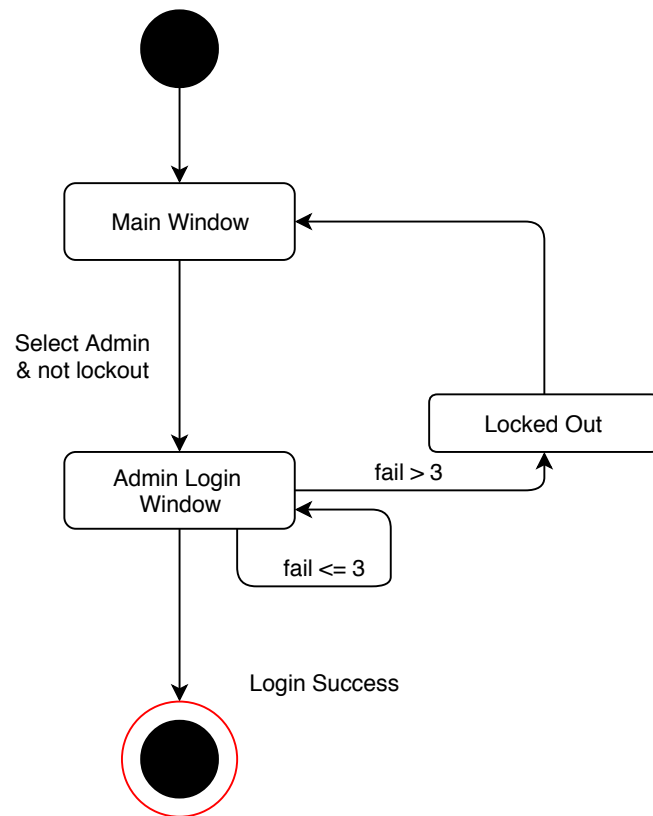 Main Window
Select Admin
& not lockout
Locked Out
Admin Login
Window
fail > 3
fail <= 3
Login Success